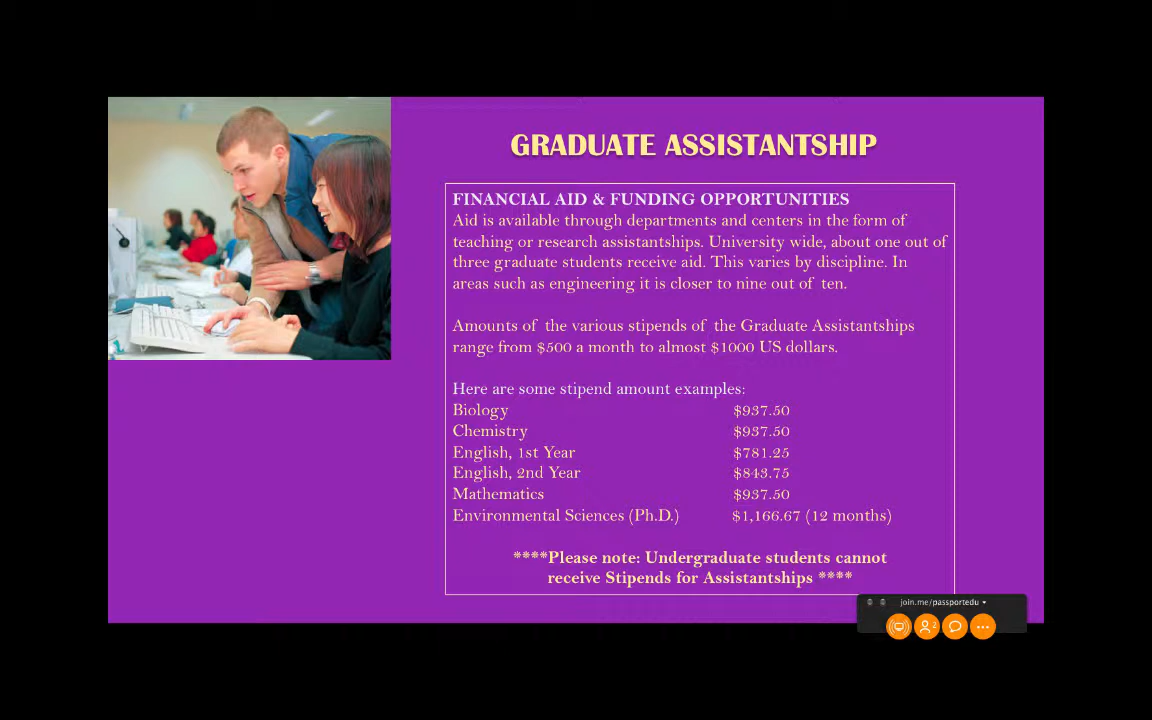 GRADUATE ASSISTANTSHIP
FINANCIAL AID & FUNDING OPPORTUNITIES
Aid is available through departments and centers in the form of
teaching or research assistantships. University wide, about one out of
three graduate students receive aid. This varies by discipline. In
areas such as engineering it is closer to nine out of ten.
Amounts of the various stipends of the Graduate Assistantships
range from $500 a month to almost $1000 US dollars.
Here are some stipend amount examples:
Biology $937.50
Chemistry $937.50
English, 1st Year $781.25
English, 2nd Year $843.75
Mathematics $937.50
Environmental Sciences (Ph.D.) $1,166.67 (12 months)
****Please note: Undergraduate students cannot
receive Stipends for Assistantships ****
join.me/passportedu
2